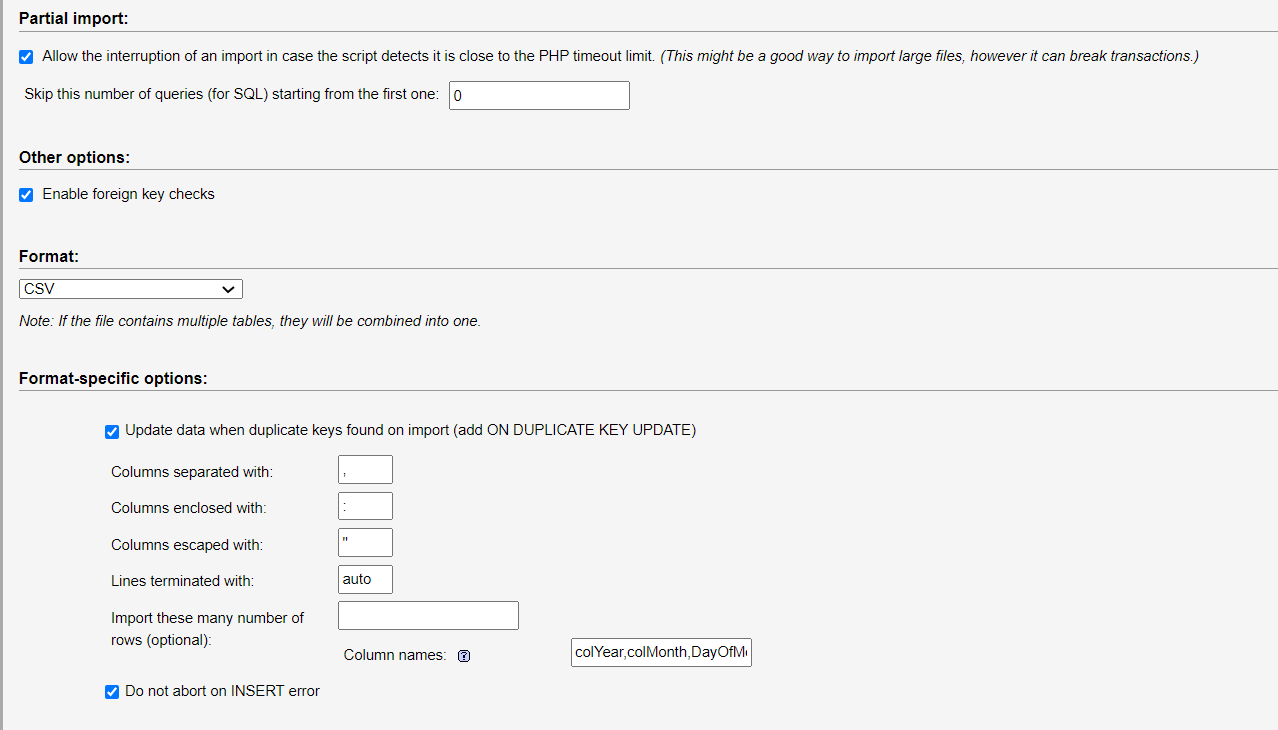 Partial import:
Allow the interruption of an import in case the script detects it is close to the PHP timeout limit. (This might be a good way to import large files, however it can break transactions.)
Skip this number of queries (for SQL) starting from the first one: 0
Other options:
Enable foreign key checks
Format:
CSV
Note: If the file contains multiple tables, they will be combined into one.
Format-specific options:
Update data when duplicate keys found on import (add ON DUPLICATE KEY UPDATE)
Columns separated with: ,
Columns enclosed with: :
Columns escaped with: "
Lines terminated with: auto
Import these many number of
rows (optional):
Column names: ? colYear,colMonth,DayOfM
Do not abort on INSERT error